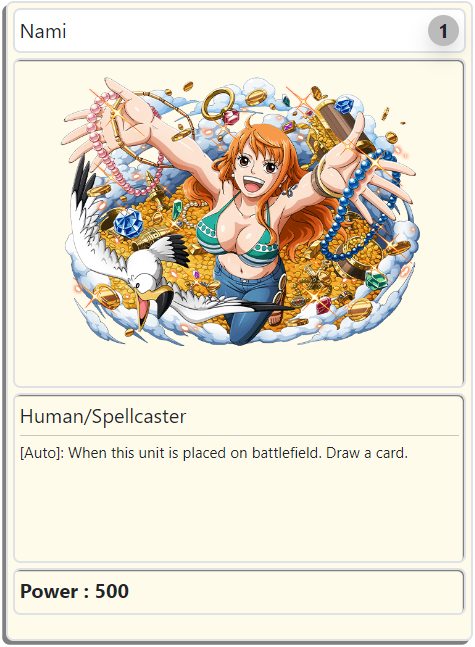 Nami 1
Human/Spellcaster
[Auto]: When this unit is placed on battlefield. Draw a card.
Power : 500